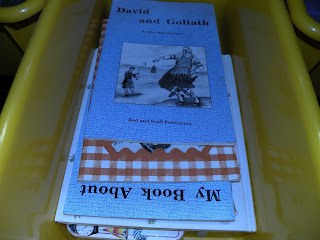 David
and Goliath
Rod and Staff Publishers
My Book About